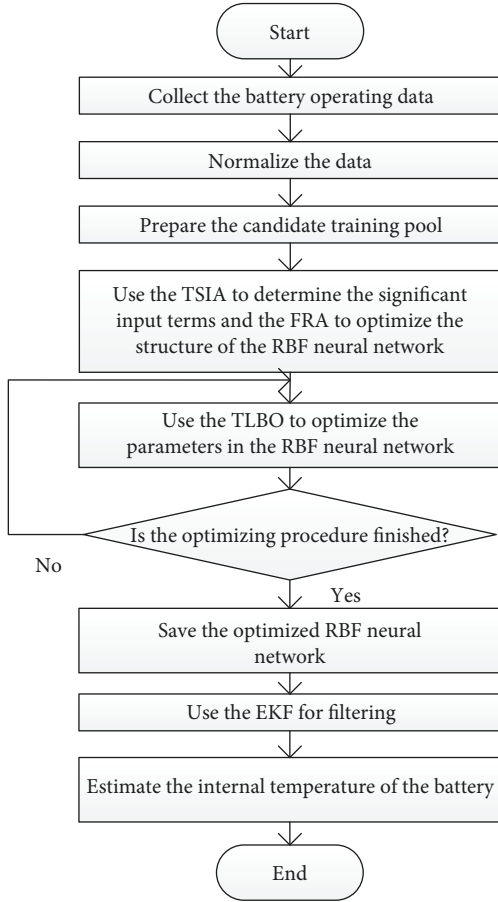 Start
Collect the battery operating data
Normalize the data
Prepare the candidate training pool
Use the TSIA to determine the significant
input terms and the FRA to optimize the
structure of the RBF neural network
Use the TLBO to optimize the
parameters in the RBF neural network
Is the optimizing procedure finished?
No
Yes
Save the optimized RBF neural
network
Use the EKF for filtering
Estimate the internal temperature of the battery
End